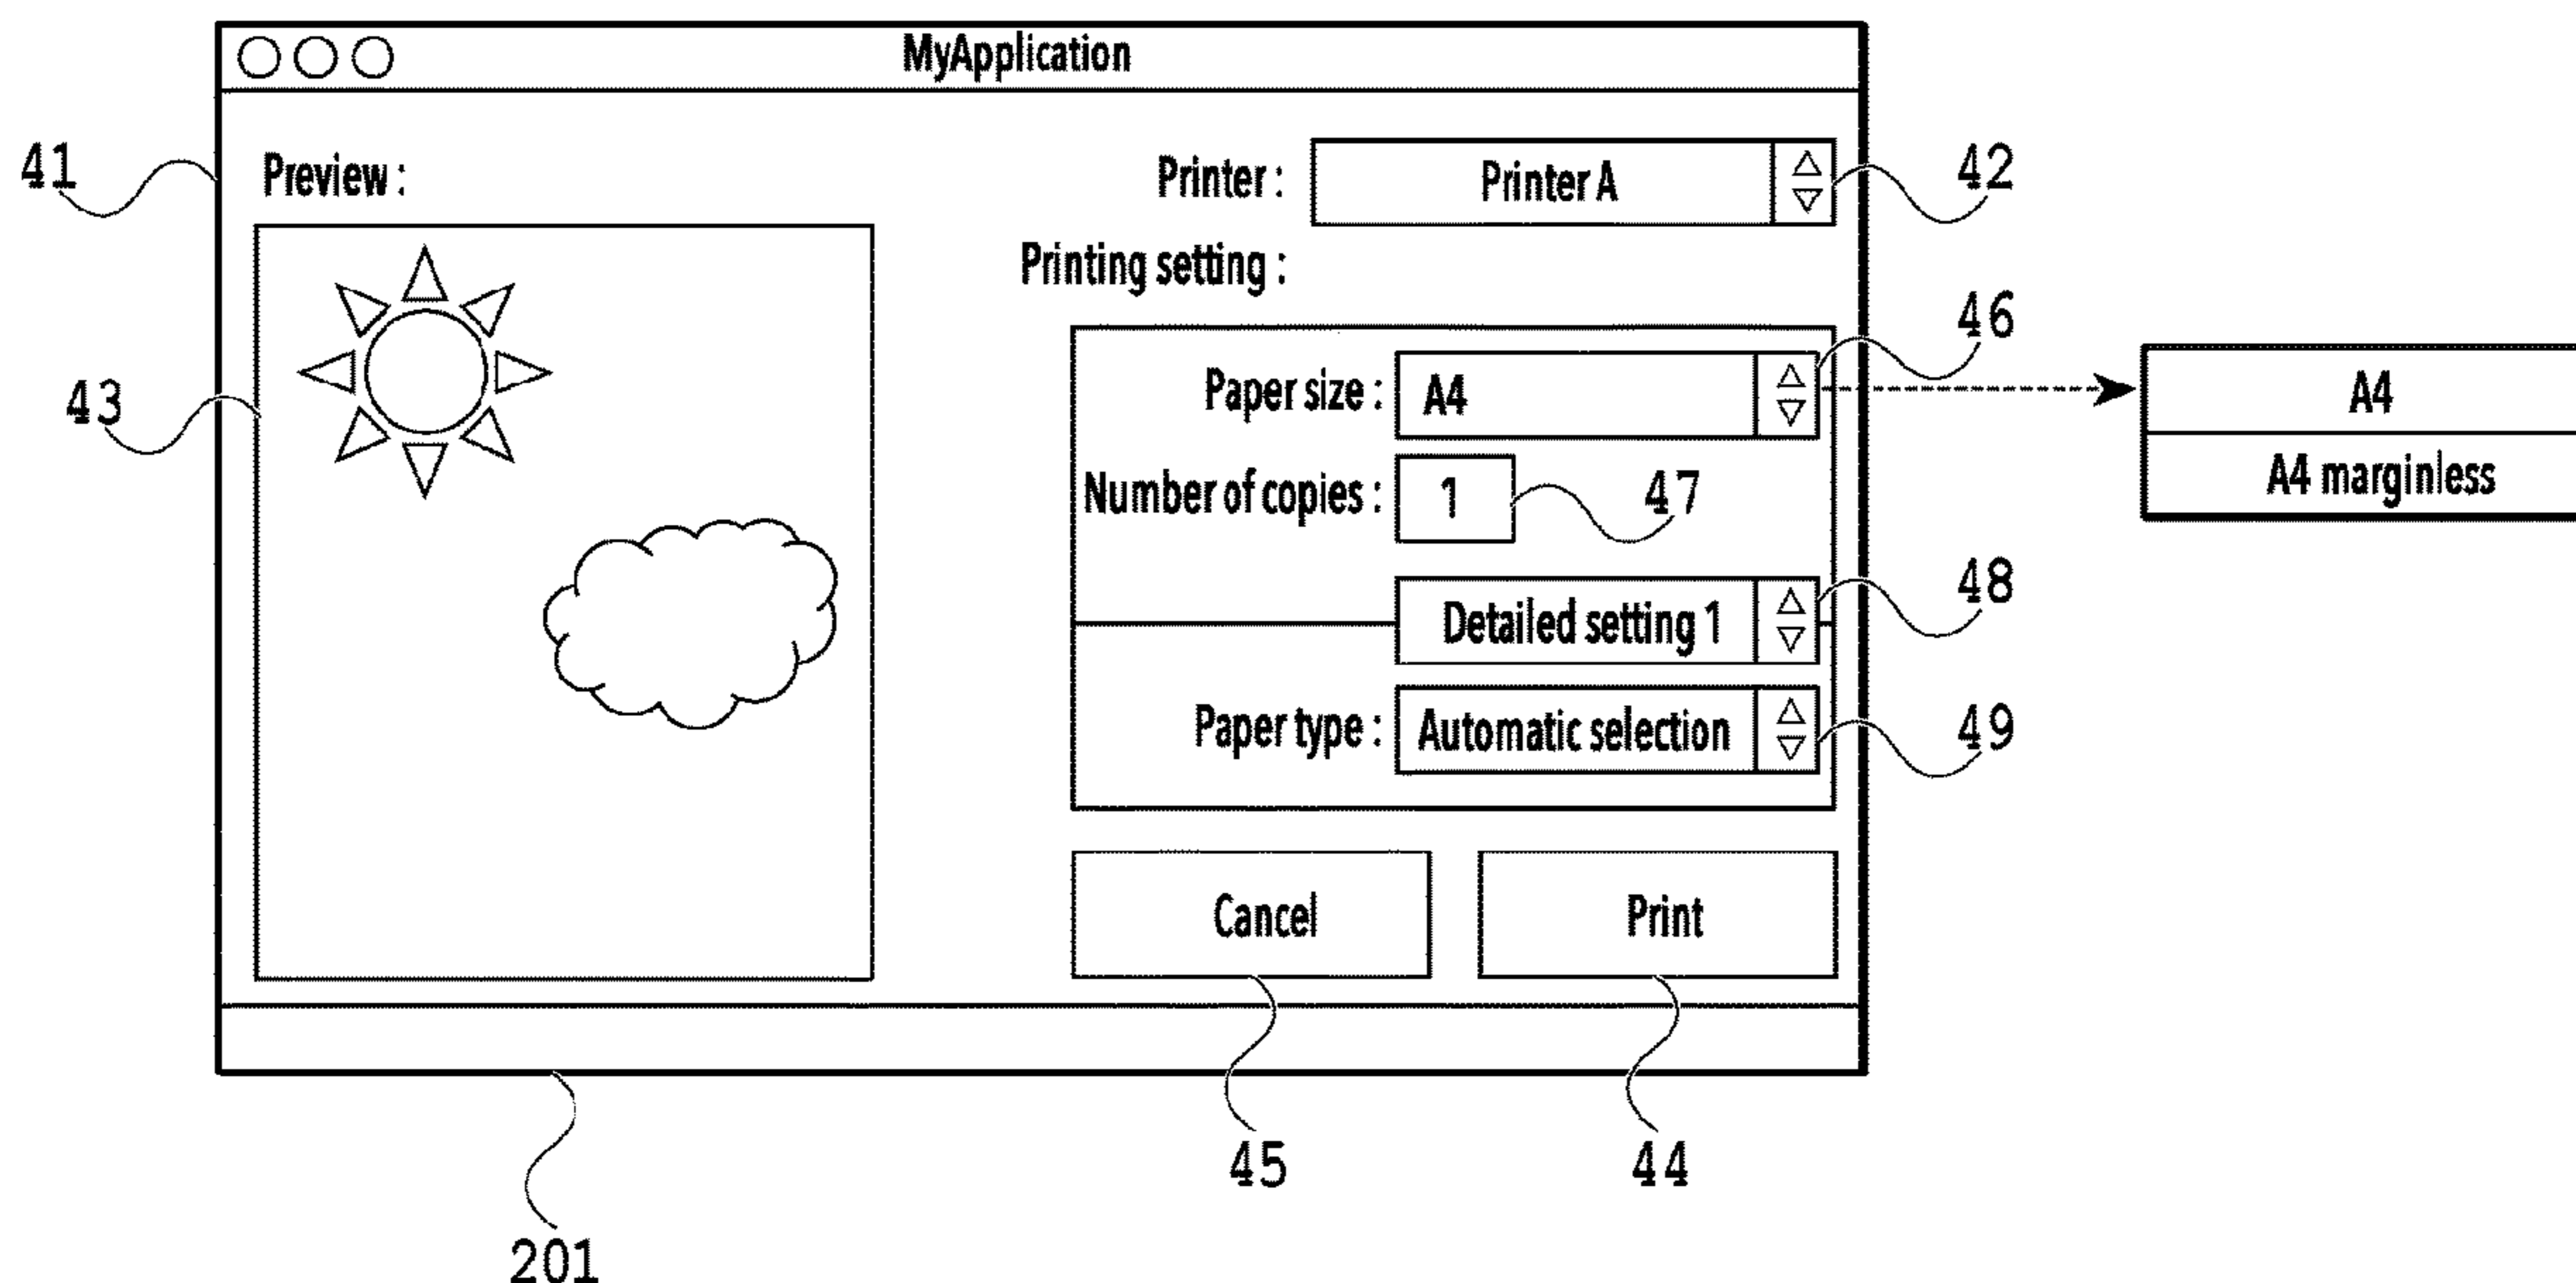 MyApplication
41
Preview :
Printer :
Printer A
42
Printing setting :
46
Paper size :
A4
A4
A4 marginless
43
Number of copies :
1
47
48
Detailed setting 1
Paper type :
Automatic selection
49
Cancel
Print
45
44
201